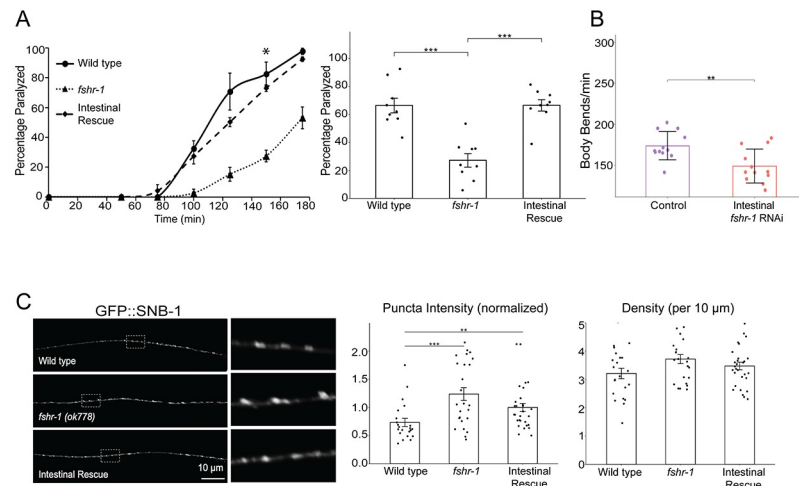 A
B
100
80
60
40
20
0
Percentage Paralyzed
Wild type
fshr-1
Intestinal
Rescue
*
0 20 40 60 80 100 120 140 160 180
Time (min)
100
80
60
40
20
0
Percentage Paralyzed
***
***
Wild type
fshr-1
Intestinal
Rescue
300
250
200
150
Body Bends/min
**
Control
Intestinal
fshr-1 RNAi
C
GFP::SNB-1
Wild type
fshr-1 (ok778)
Intestinal Rescue
10 µm
Puncta Intensity (normalized)
2.5
2.0
1.5
1.0
0.5
0.0
**
***
Wild type
fshr-1
Intestinal
Rescue
Density (per 10 µm)
5
4
3
2
1
0
Wild type
fshr-1
Intestinal
Rescue